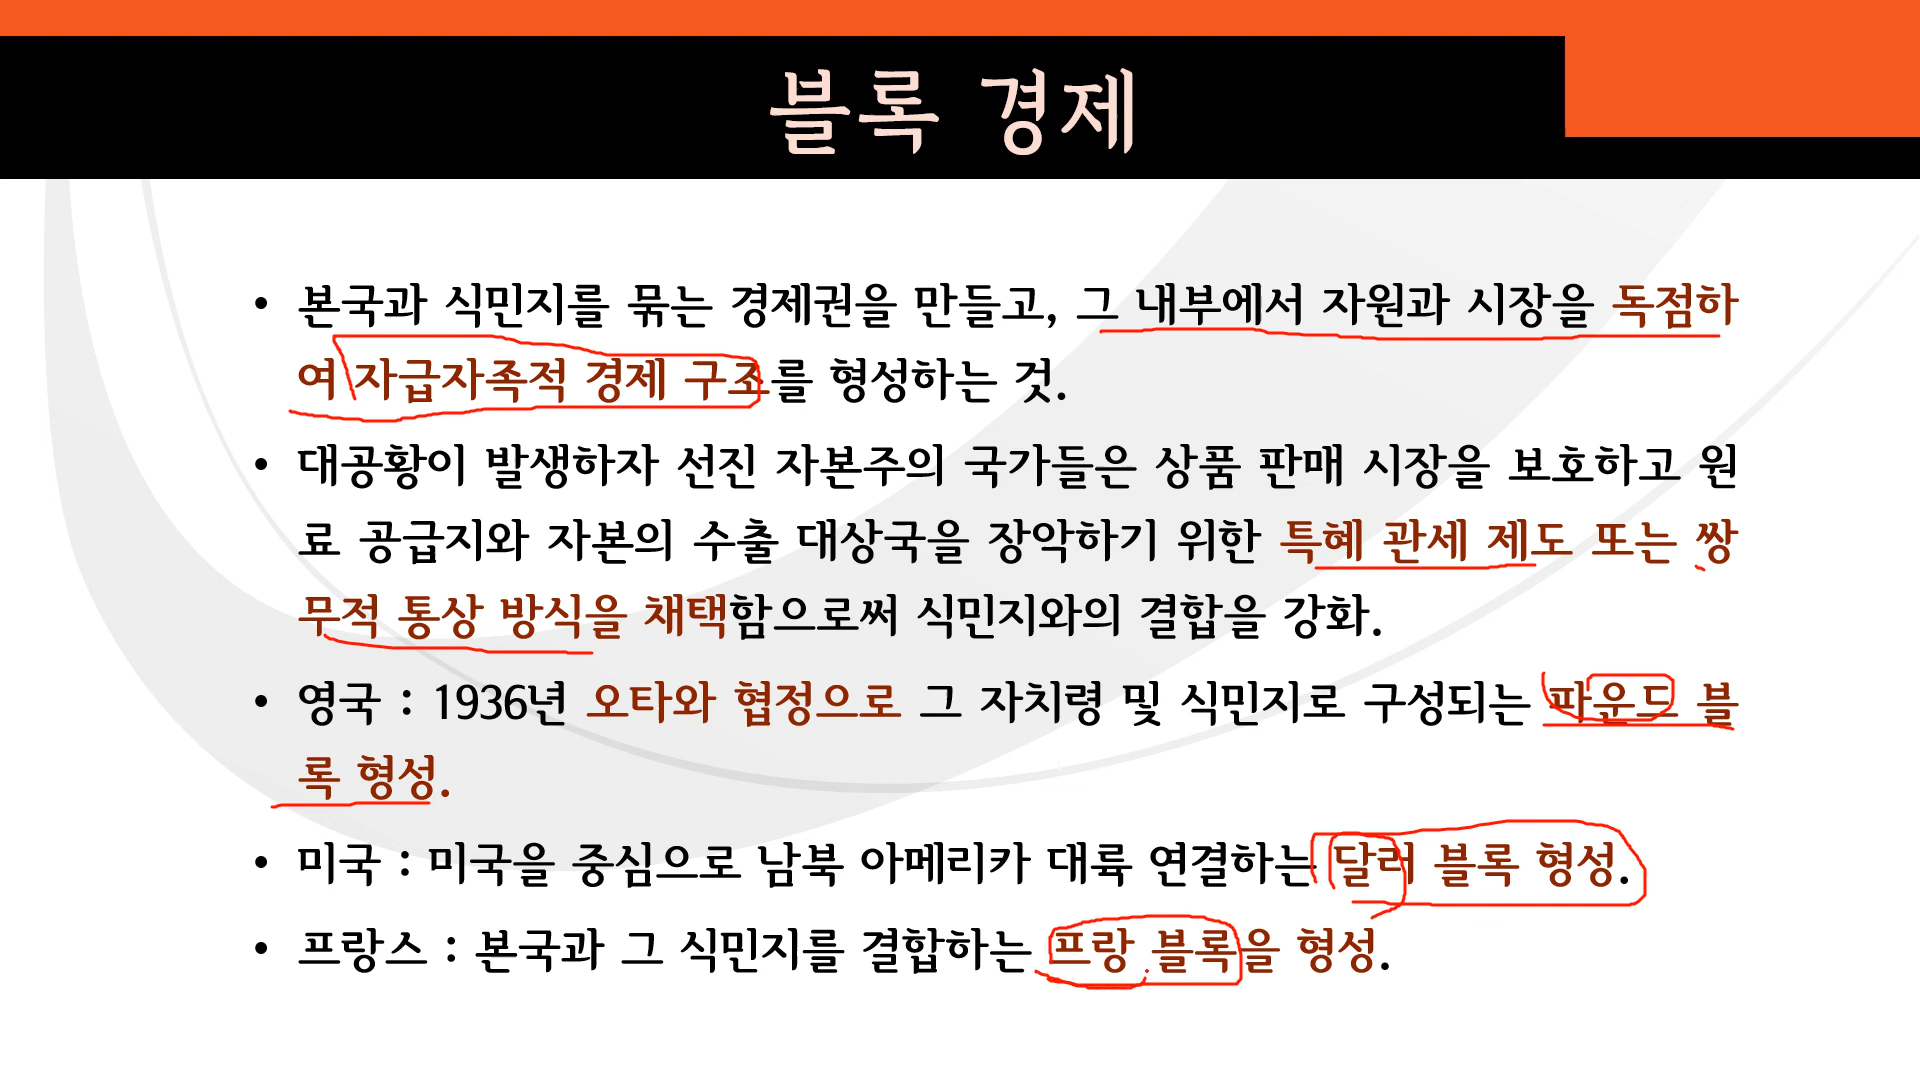 블록 경제
• 본국과 식민지를 묶는 경제권을 만들고, 그 내부에서 자원과 시장을 독점하
여 자급자족적 경제 구조를 형성하는 것.
• 대공황이 발생하자 선진 자본주의 국가들은 상품 판매 시장을 보호하고 원
료 공급지와 자본의 수출 대상국을 장악하기 위한 특혜 관세 제도 또는 쌍
무적 통상 방식을 채택함으로써 식민지와의 결합을 강화.
• 영국 : 1936년 오타와 협정으로 그 자치령 및 식민지로 구성되는 파운드 블
록 형성.
• 미국 : 미국을 중심으로 남북 아메리카 대륙 연결하는 달러 블록 형성.
• 프랑스 : 본국과 그 식민지를 결합하는 프랑 블록을 형성.